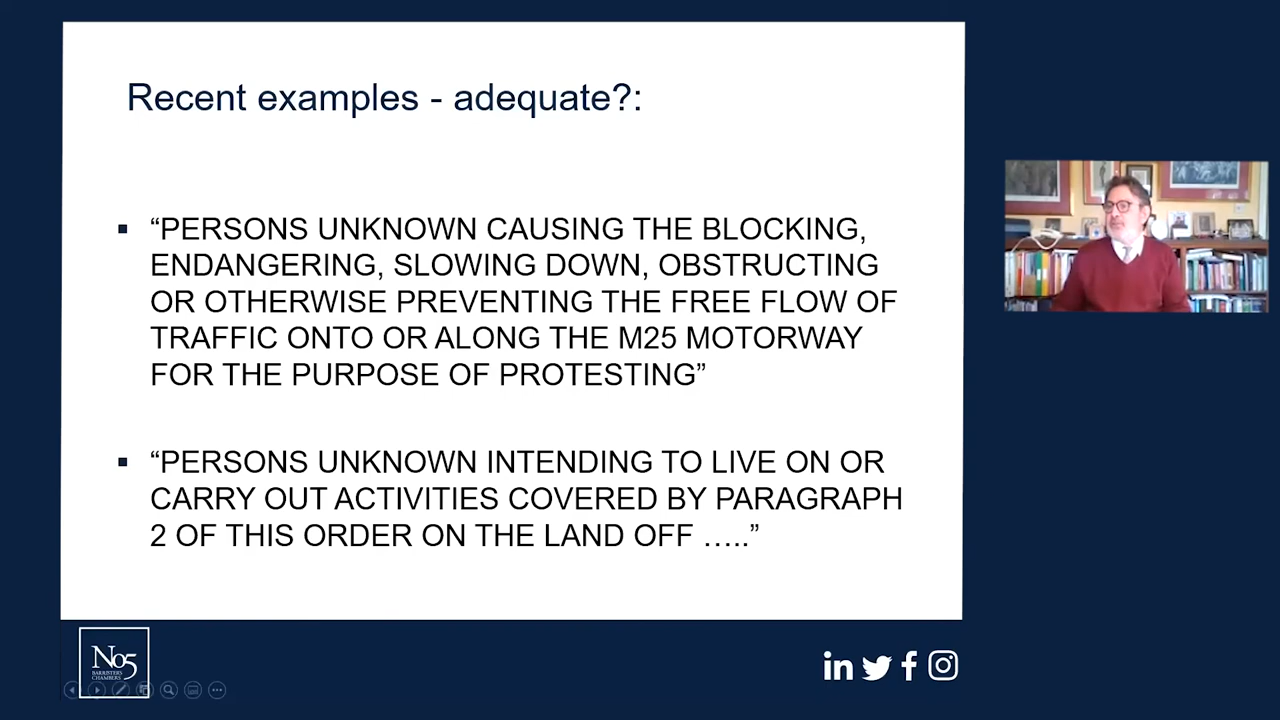 Recent examples - adequate?:
▪ “PERSONS UNKNOWN CAUSING THE BLOCKING,
ENDANGERING, SLOWING DOWN, OBSTRUCTING
OR OTHERWISE PREVENTING THE FREE FLOW OF
TRAFFIC ONTO OR ALONG THE M25 MOTORWAY
FOR THE PURPOSE OF PROTESTING”
▪ “PERSONS UNKNOWN INTENDING TO LIVE ON OR
CARRY OUT ACTIVITIES COVERED BY PARAGRAPH
2 OF THIS ORDER ON THE LAND OFF …..”
No5
BARRISTERS
CHAMBERS
in